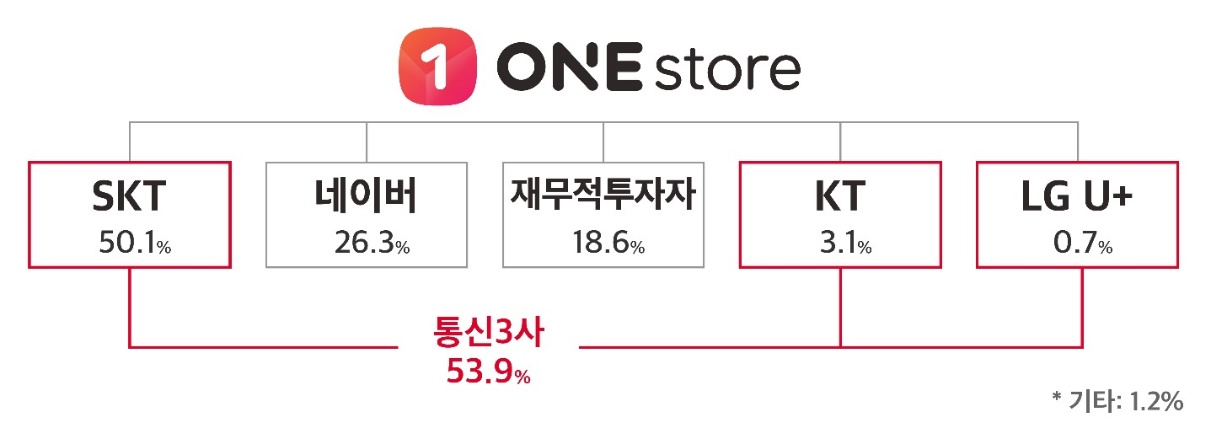 1 ONE store
SKT
50.1%
네이버
26.3%
재무적투자자
18.6%
KT
3.1%
LG U+
0.7%
통신3사
53.9%
* 기타: 1.2%